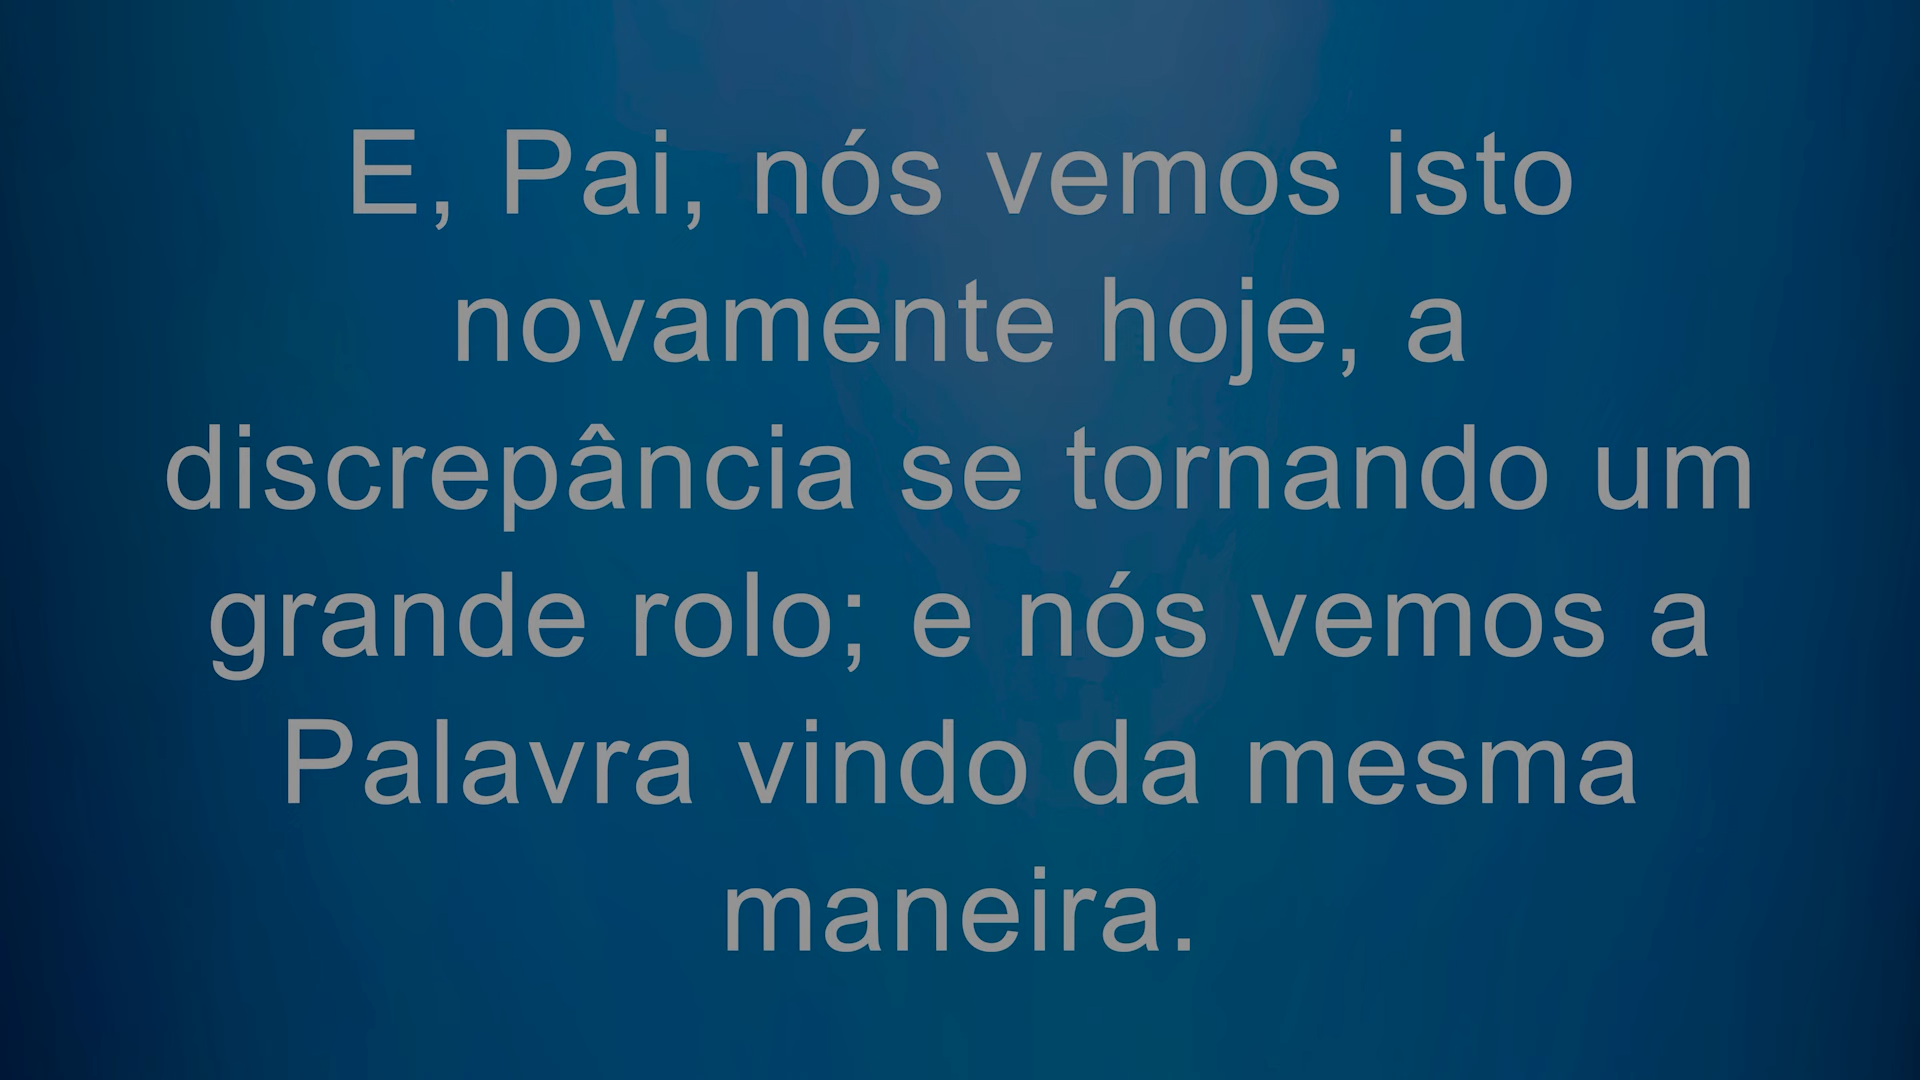 E, Pai, nós vemos isto
novamente hoje, a
discrepância se tornando um
grande rolo; e nós vemos a
Palavra vindo da mesma
maneira.